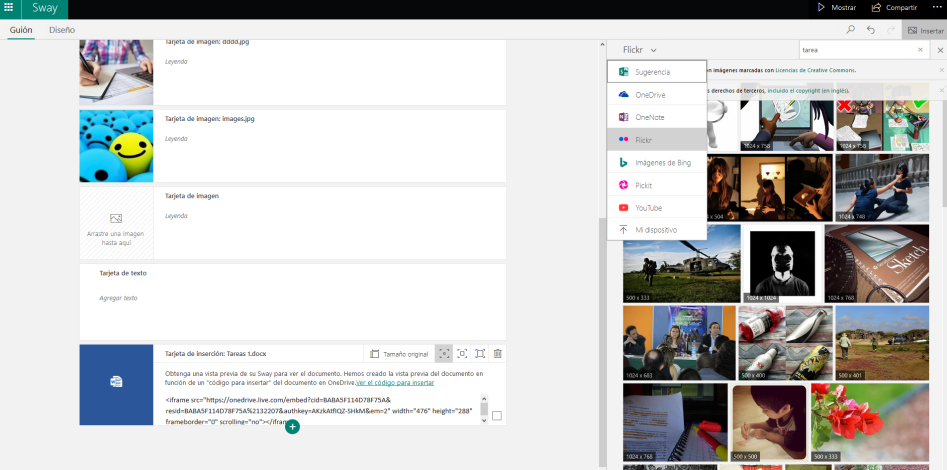 Sway
Mostrar
Compartir
Guión
Diseño
Insertar
Tarjeta de imagen: dddd.jpg
Leyenda
Tarjeta de imagen: images.jpg
Leyenda
Tarjeta de imagen
Leyenda
Arrastre una imagen
hasta aquí
Tarjeta de texto
Agregar texto
Tarjeta de inserción: Tareas 1.docx
Tamaño original
Obtenga una vista previa de su Sway para ver el documento. Hemos creado la vista previa del documento en
función de un "código para insertar" del documento en OneDrive.Ver el código para insertar
<iframe src="https://onedrive.live.com/embed?cid=BABA5F114D78F75A&
resid=BABA5F114D78F75A%2132207&authkey=AKzkAtflQZ-SHkM&em=2" width="476" height="288"
frameborder="0" scrolling="no"></ifram
Flickr
tarea
Sugerencia
OneDrive
OneNote
Flickr
Imágenes de Bing
Pickit
YouTube
Mi dispositivo
on imágenes marcadas con Licencias de Creative Commons.
s derechos de terceros, incluido el copyright (en inglés).
1024 x 758
1024 x 758
x 504
1024 x 748
500 x 333
1024 x 1024
Sketch
1024 x 768
1024 x 683
500 x 400
500 x 401
1024 x 768
500 x 500
500 x 333